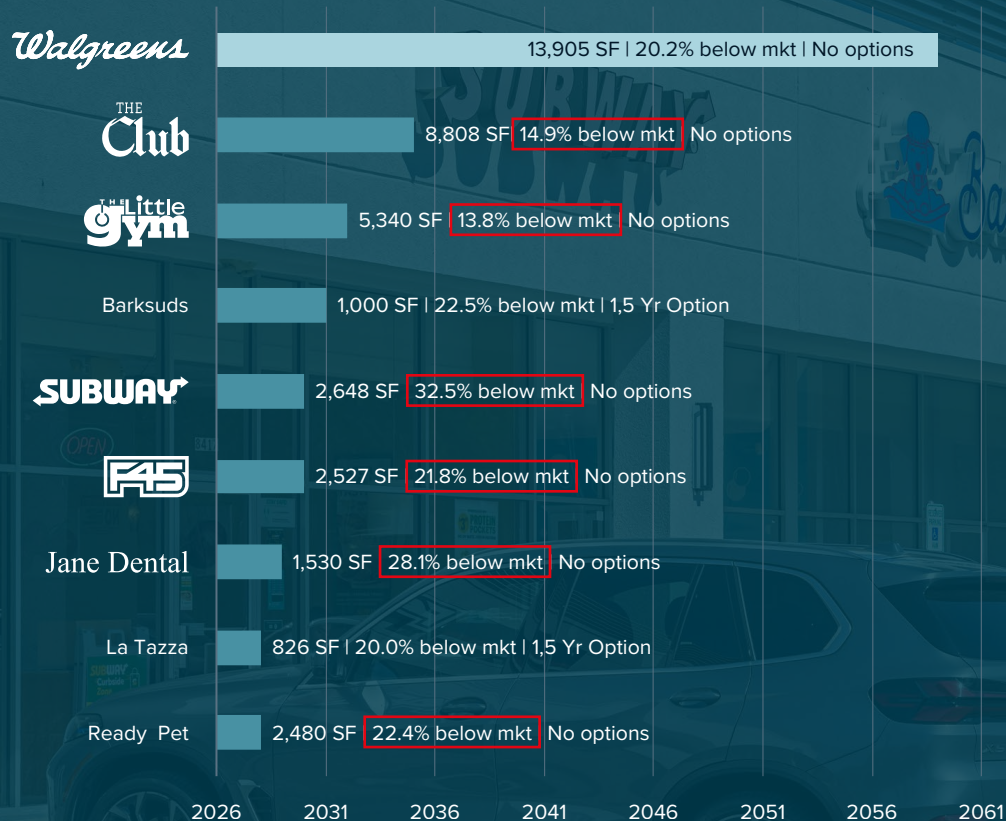 Walgreens
13,905 SF | 20.2% below mkt | No options
THE
Club
8,808 SF | 14.9% below mkt | No options
THE Little
gym
5,340 SF | 13.8% below mkt | No options
Barksuds
1,000 SF | 22.5% below mkt | 1,5 Yr Option
SUBWAY
2,648 SF | 32.5% below mkt | No options
F45
2,527 SF | 21.8% below mkt | No options
Jane Dental
1,530 SF | 28.1% below mkt | No options
La Tazza
826 SF | 20.0% below mkt | 1,5 Yr Option
Ready Pet
2,480 SF | 22.4% below mkt | No options
2026 2031 2036 2041 2046 2051 2056 2061
SUBWAY
Ba
OPEN
SUBWAY
Curbside